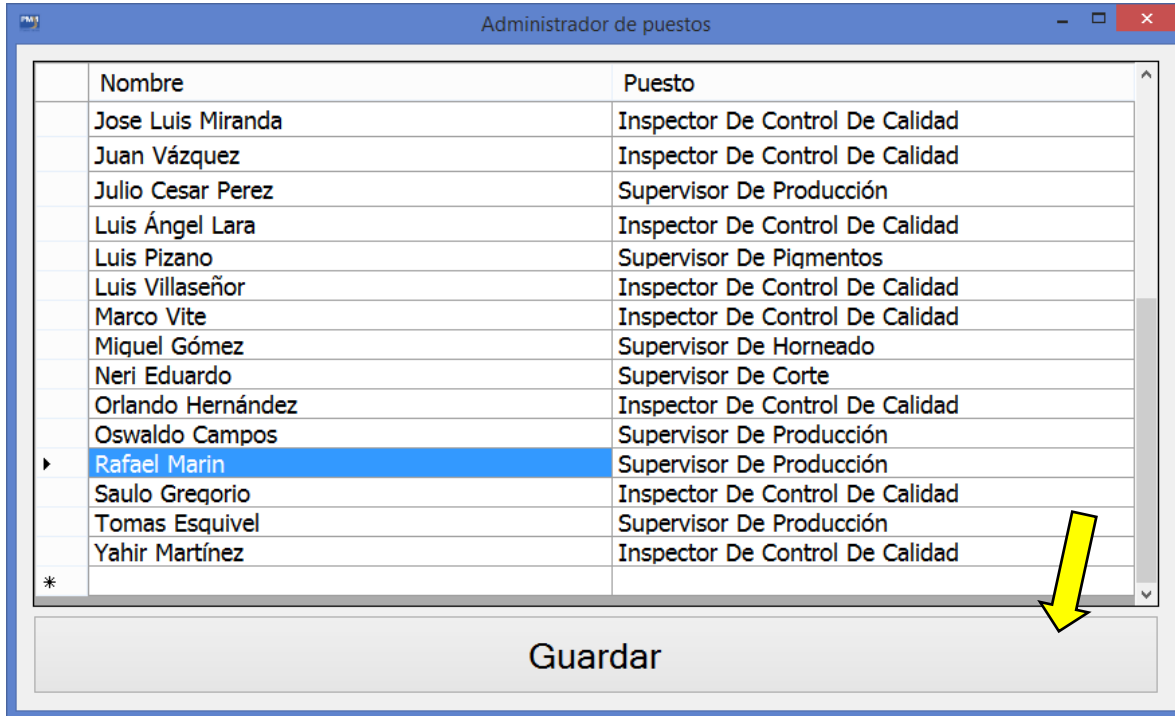 Administrador de puestos
Nombre Puesto
Jose Luis Miranda Inspector De Control De Calidad
Juan Vázquez Inspector De Control De Calidad
Julio Cesar Perez Supervisor De Producción
Luis Ángel Lara Inspector De Control De Calidad
Luis Pizano Supervisor De Pigmentos
Luis Villaseñor Inspector De Control De Calidad
Marco Vite Inspector De Control De Calidad
Miguel Gómez Supervisor De Horneado
Neri Eduardo Supervisor De Corte
Orlando Hernández Inspector De Control De Calidad
Oswaldo Campos Supervisor De Producción
Rafael Marin Supervisor De Producción
Saulo Gregorio Inspector De Control De Calidad
Tomas Esquivel Supervisor De Producción
Yahir Martínez Inspector De Control De Calidad
Guardar